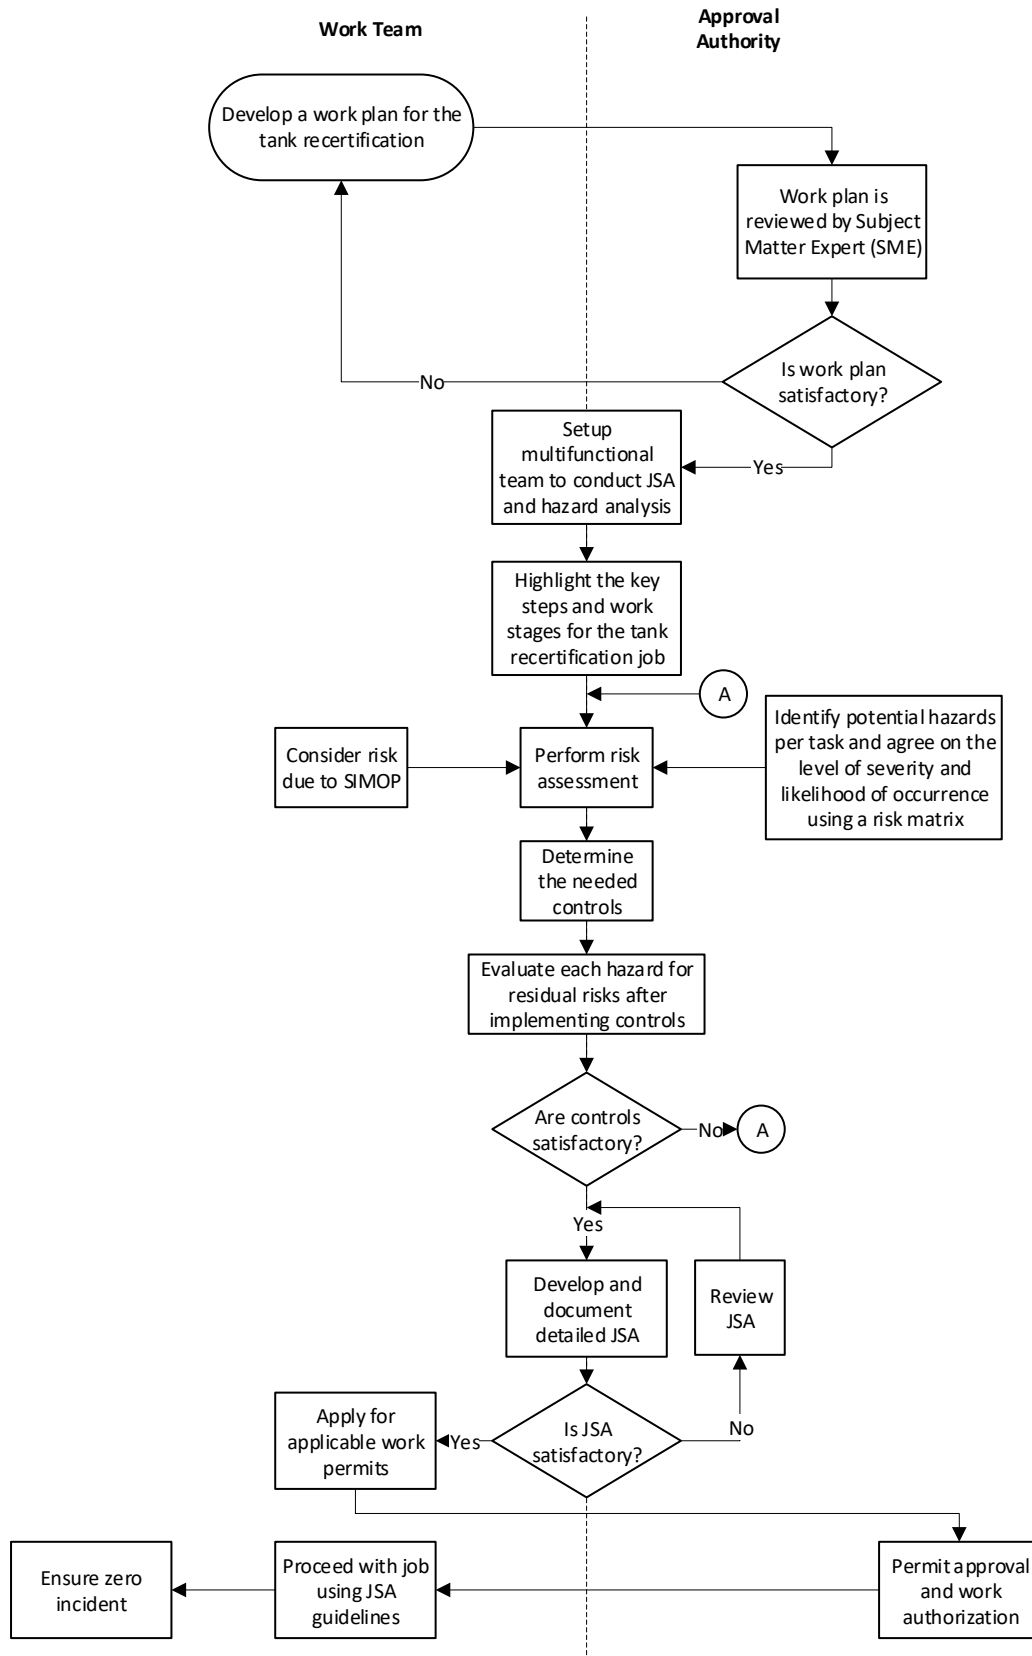 Work Team
Approval
Authority
Develop a work plan for the
tank recertification
Work plan is
reviewed by Subject
Matter Expert (SME)
Is work plan
satisfactory?
No
Yes
Setup
multifunctional
team to conduct JSA
and hazard analysis
Highlight the key
steps and work
stages for the tank
recertification job
A
Consider risk
due to SIMOP
Perform risk
assessment
Identify potential hazards
per task and agree on the
level of severity and
likelihood of occurrence
using a risk matrix
Determine
the needed
controls
Evaluate each hazard for
residual risks after
implementing controls
Are controls
satisfactory?
No
A
Yes
Develop and
document
detailed JSA
Review
JSA
Is JSA
satisfactory?
No
Yes
Apply for
applicable work
permits
Permit approval
and work
authorization
Proceed with job
using JSA
guidelines
Ensure zero
incident